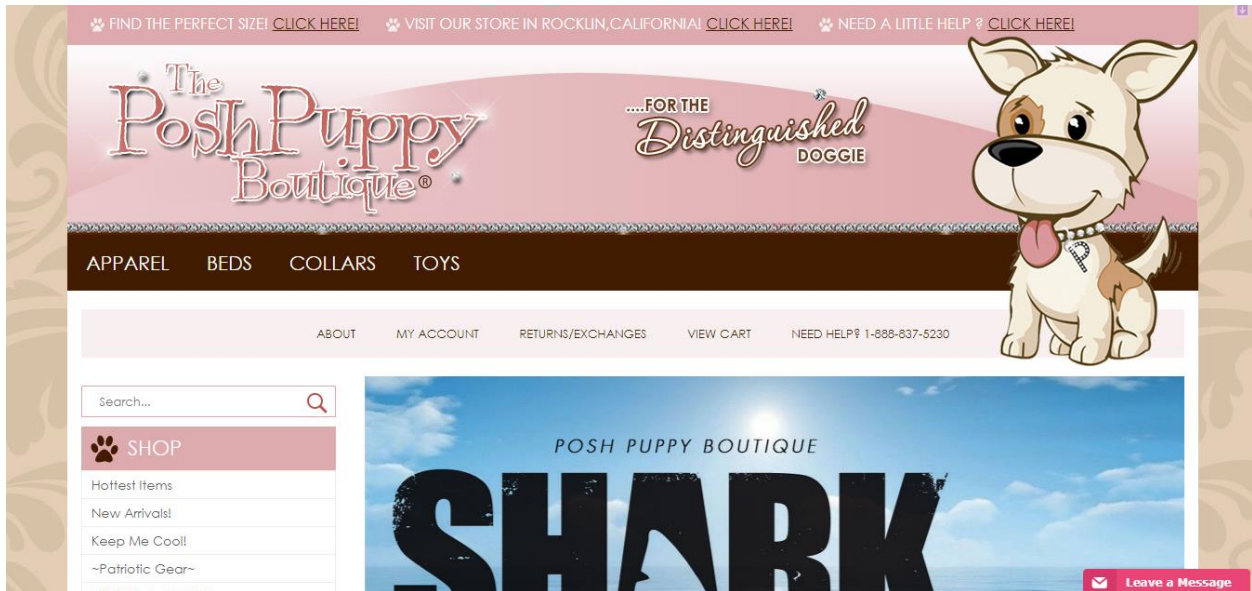 FIND THE PERFECT SIZE! CLICK HERE! VISIT OUR STORE IN ROCKLIN,CALIFORNIA! CLICK HERE! NEED A LITTLE HELP ? CLICK HERE!
The
Posh Puppy
Boutique®
....FOR THE
Distinguished
DOGGIE
P
APPAREL BEDS COLLARS TOYS
ABOUT MY ACCOUNT RETURNS/EXCHANGES VIEW CART NEED HELP? 1-888-837-5230
Search...
SHOP
Hottest Items
New Arrivals!
Keep Me Cool!
~Patriotic Gear~
POSH PUPPY BOUTIQUE
SHARK
Leave a Message